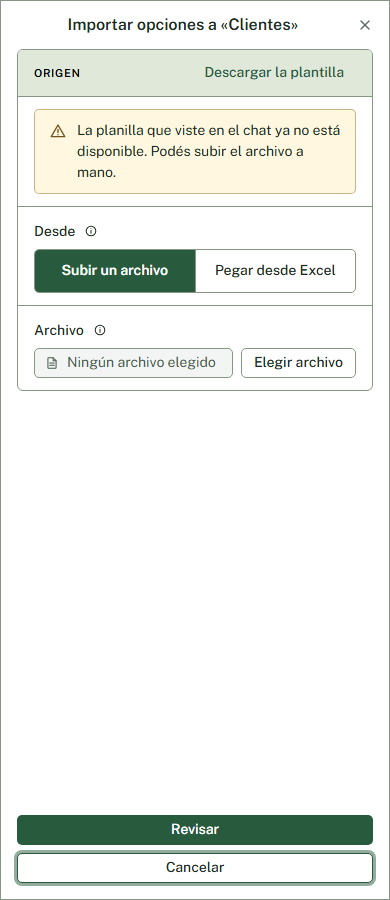 Importar opciones a «Clientes»
ORIGEN
Descargar la plantilla
La planilla que viste en el chat ya no está
disponible. Podés subir el archivo a
mano.
Desde
Subir un archivo
Pegar desde Excel
Archivo
Ningún archivo elegido
Elegir archivo
Revisar
Cancelar